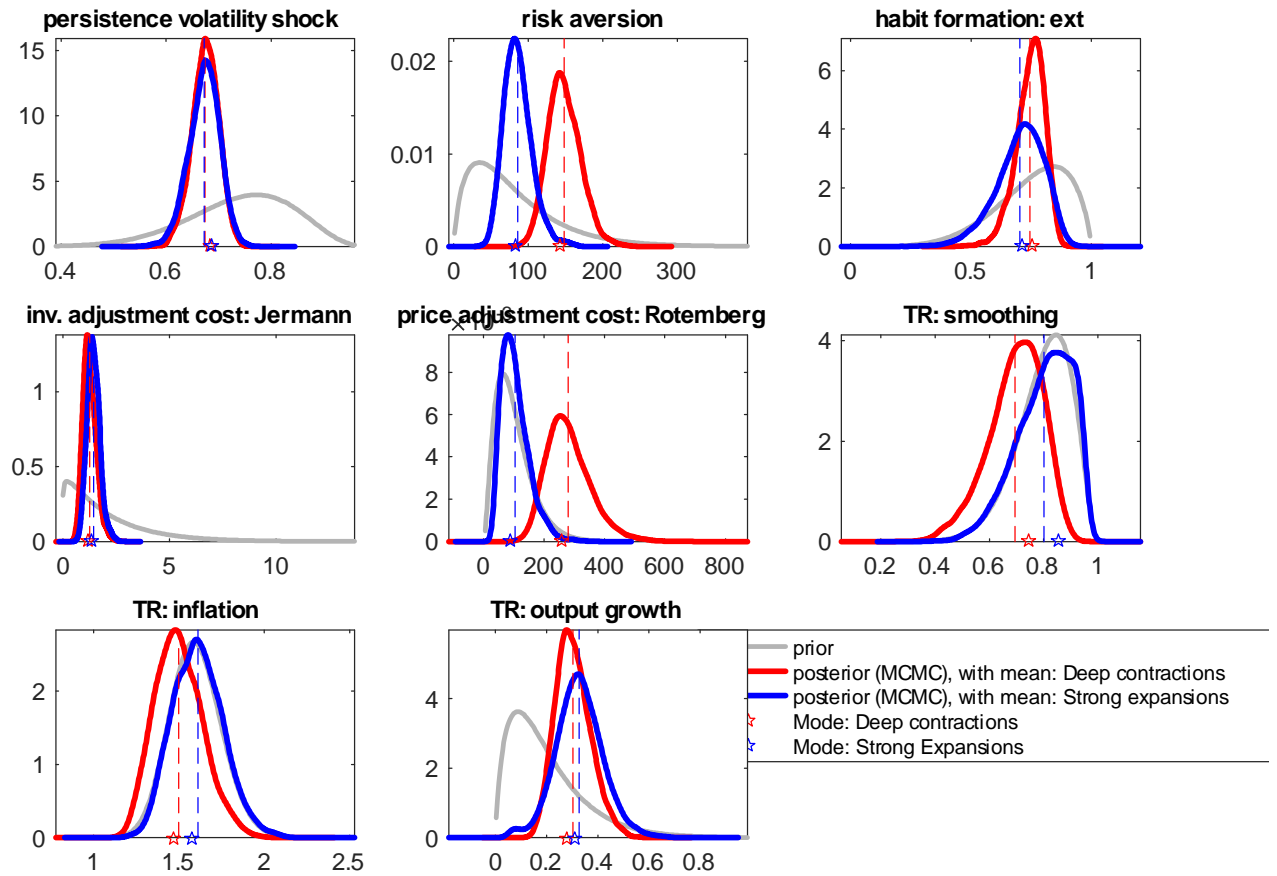 persistence volatility shock
15
10
5
0
0.4 0.6 0.8
risk aversion
0.02
0.01
0
0 100 200 300
habit formation: ext
6
4
2
0
0 0.5 1
inv. adjustment cost: Jermann
1
0.5
0
0 5 10
price adjustment cost: Rotemberg
8
6
4
2
0
0 200 400 600 800
TR: smoothing
4
2
0
0.2 0.4 0.6 0.8 1
TR: inflation
2
1
0
1 1.5 2 2.5
TR: output growth
4
2
0
0 0.2 0.4 0.6 0.8
prior
posterior (MCMC), with mean: Deep contractions
posterior (MCMC), with mean: Strong expansions
Mode: Deep contractions
Mode: Strong Expansions